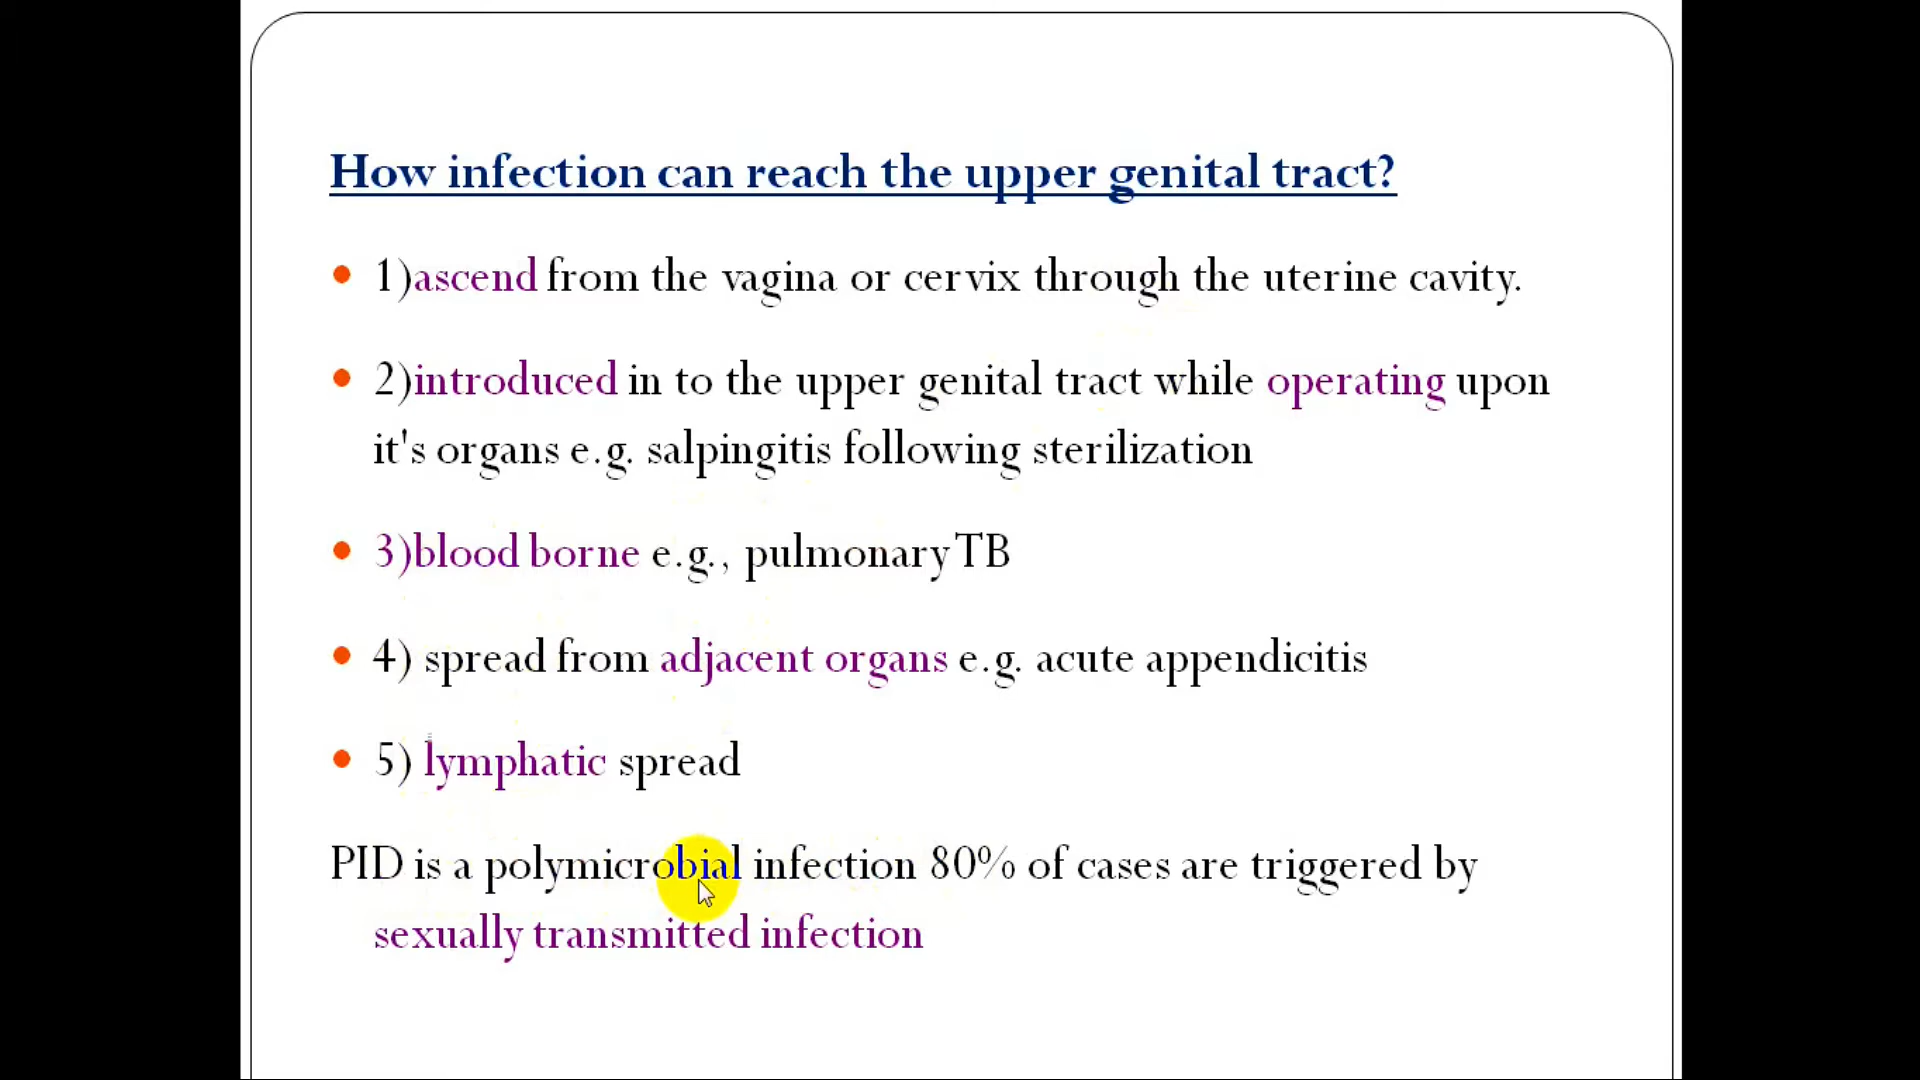 How infection can reach the upper genital tract?
1)ascend from the vagina or cervix through the uterine cavity.
2)introduced in to the upper genital tract while operating upon
it's organs e.g. salpingitis following sterilization
3)blood borne e.g., pulmonary TB
4) spread from adjacent organs e.g. acute appendicitis
5) lymphatic spread
PID is a polymicrobial infection 80% of cases are triggered by
sexually transmitted infection